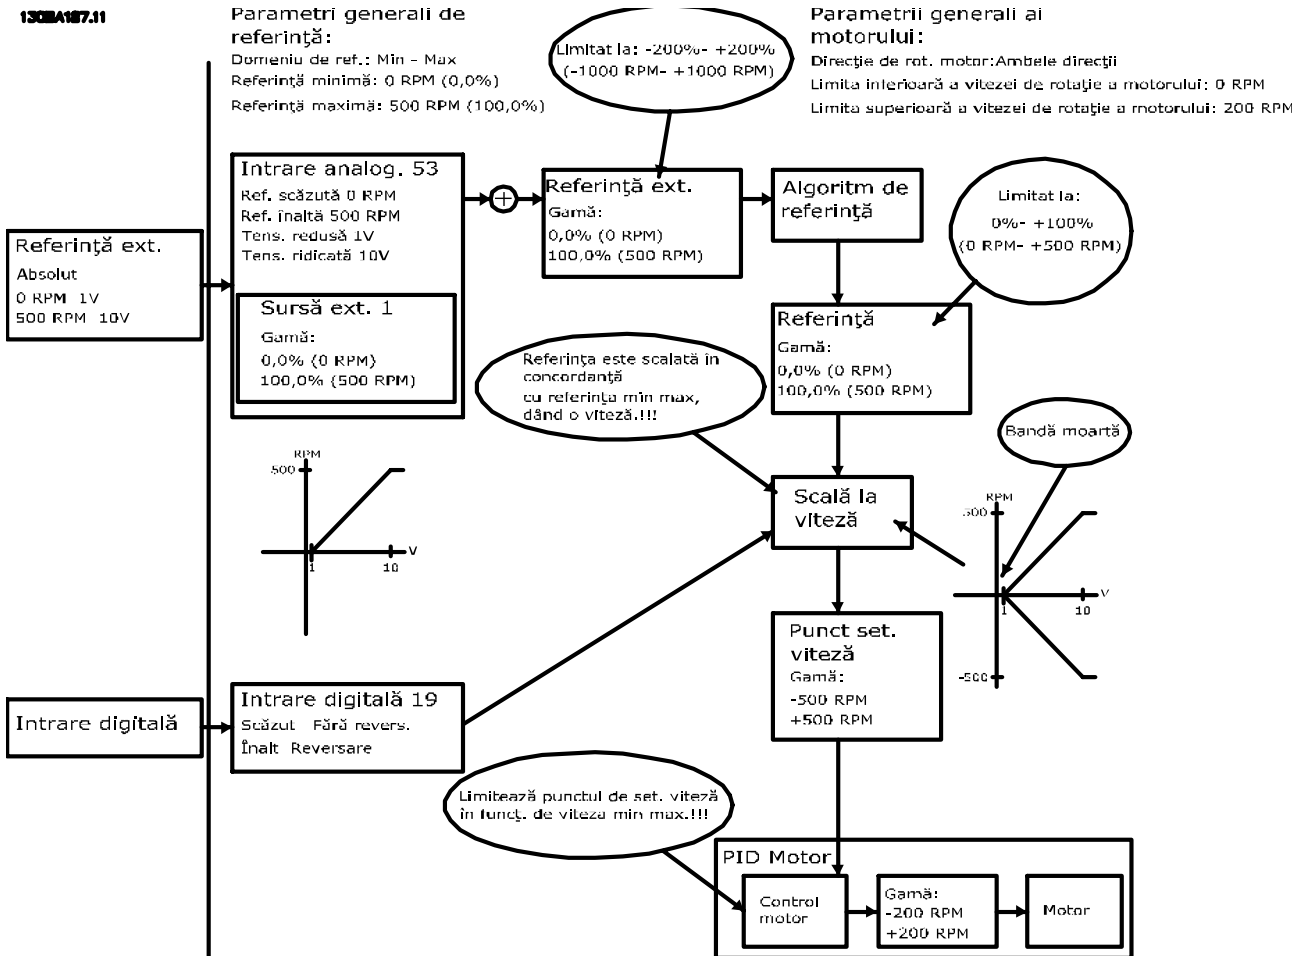 130BA187.11
Parametri generali de
referinţă:
Domeniu de ref.: Min - Max
Referinţă minimă: 0 RPM (0,0%)
Referinţă maximă: 500 RPM (100,0%)
Limitat la: -200%- +200%
(-1000 RPM- +1000 RPM)
Parametrii generali ai
motorului:
Direcţie de rot. motor:Ambele direcţii
Limita inferioară a vitezei de rotaţie a motorului: 0 RPM
Limita superioară a vitezei de rotaţie a motorului: 200 RPM
Referinţă ext.
Absolut
0 RPM 1V
500 RPM 10V
Intrare analog. 53
Ref. scăzută 0 RPM
Ref. înaltă 500 RPM
Tens. redusă 1V
Tens. ridicată 10V
Sursă ext. 1
Gamă:
0,0% (0 RPM)
100,0% (500 RPM)
Referinţă ext.
Gamă:
0,0% (0 RPM)
100,0% (500 RPM)
Algoritm de
referinţă
Limitat la:
0%- +100%
(0 RPM- +500 RPM)
Referinţă
Gamă:
0,0% (0 RPM)
100,0% (500 RPM)
Referinţa este scalată în
concordanţă
cu referinţa min max,
dând o viteză.!!!
Bandă moartă
RPM
500
1
10
V
Scală la
viteză
RPM
500
1
10
V
-500
Punct set.
viteză
Gamă:
-500 RPM
+500 RPM
Intrare digitală
Intrare digitală 19
Scăzut Fără revers.
Înalt Reversare
Limitează punctul de set. viteză
în funcţ. de viteza min max.!!!
PID Motor
Control
motor
Gamă:
-200 RPM
+200 RPM
Motor